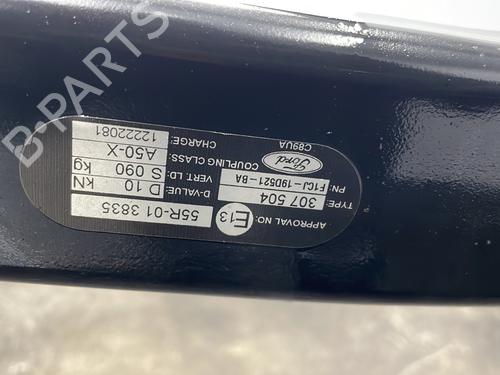 C89UA
Ford
PN: F1CJ-19D521-BA
TYPE: 307 504
APPROVAL NO: E13 55R-01 3835
D-VALUE: D 10 kN
VERT. LD: S 090 kg
COUPLING CLASS: A50-X
CHARGE: 12222081
B-PARTS